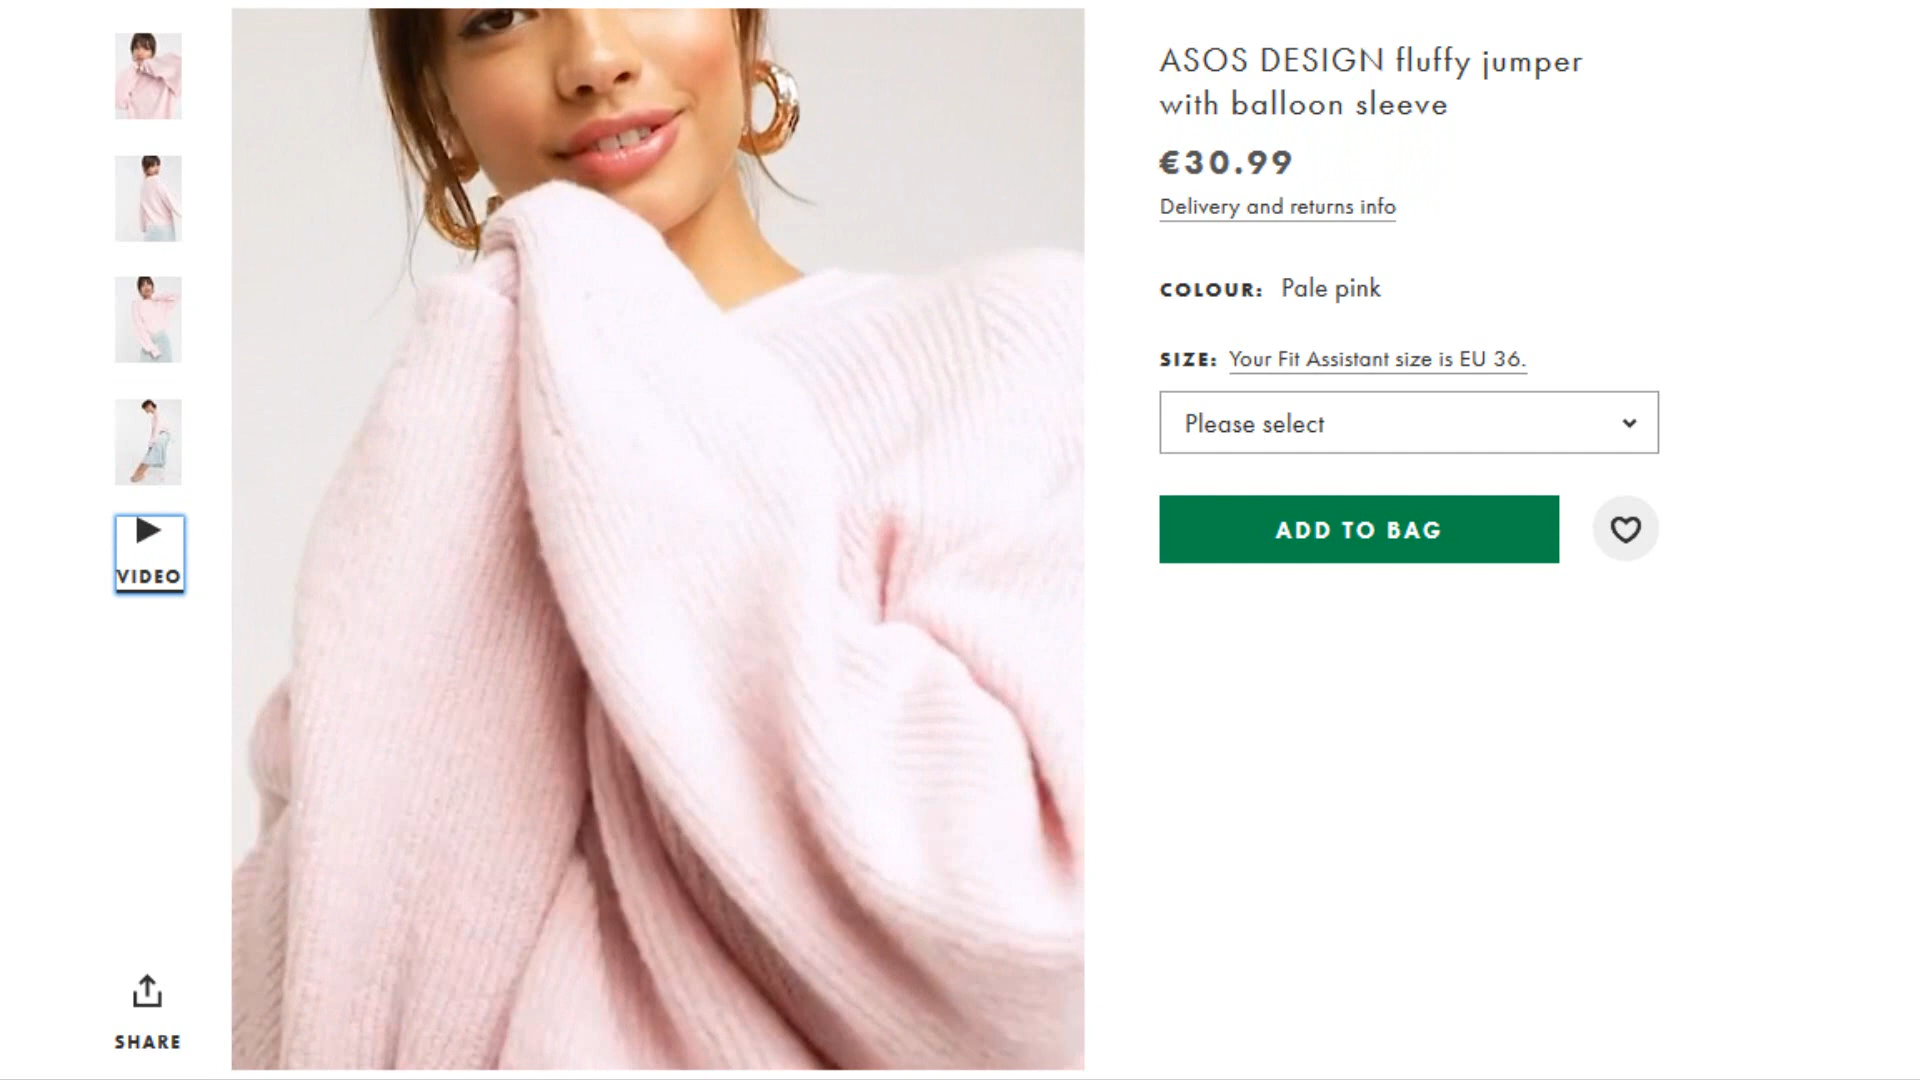 ASOS DESIGN fluffy jumper
with balloon sleeve
€30.99
Delivery and returns info
COLOUR: Pale pink
SIZE: Your Fit Assistant size is EU 36.
Please select
ADD TO BAG
VIDEO
SHARE